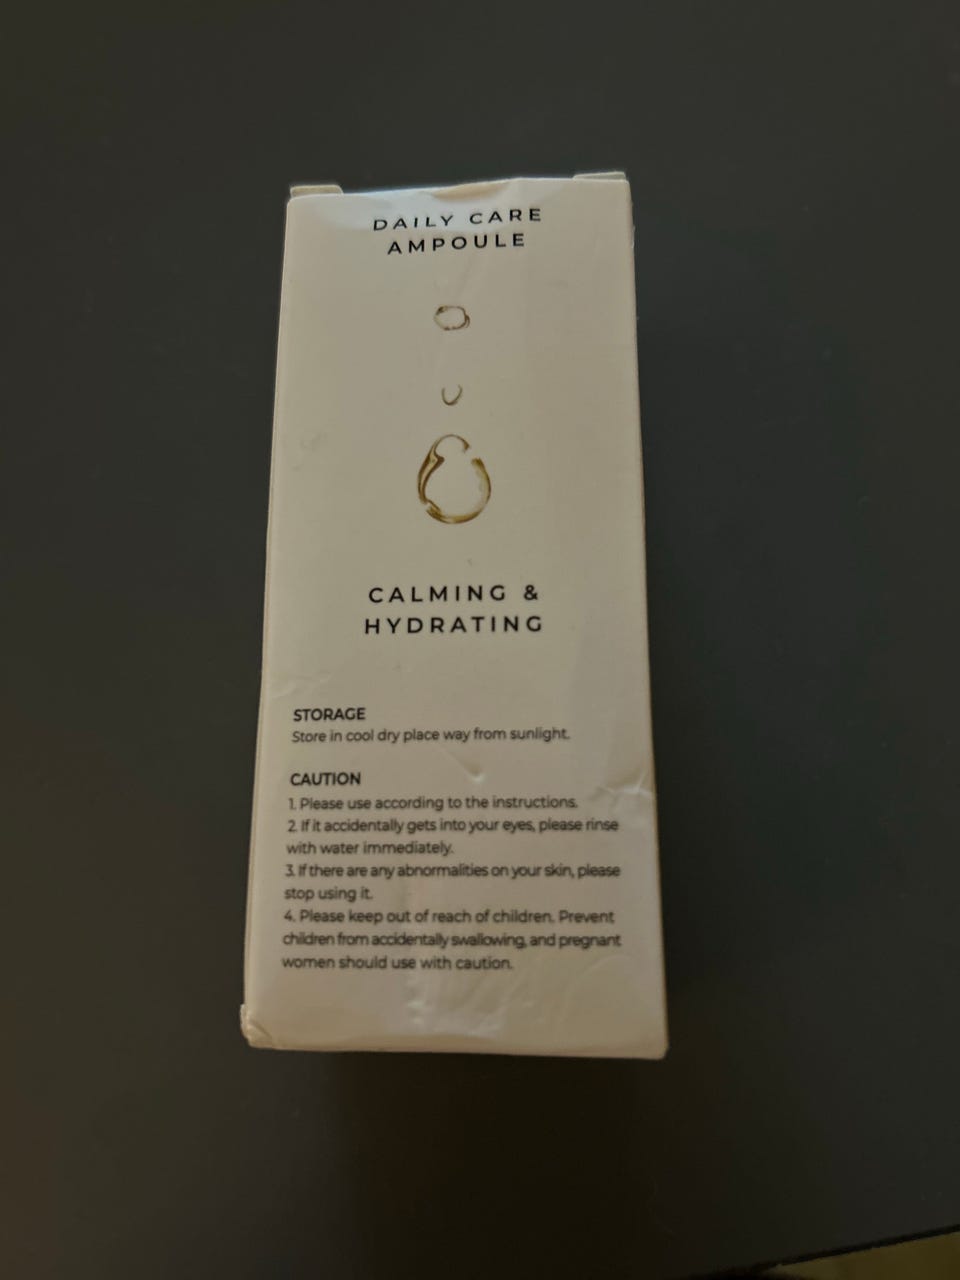 DAILY CARE
AMPOULE
CALMING &
HYDRATING
STORAGE
Store in cool dry place way from sunlight.
CAUTION
1. Please use according to the instructions.
2. If it accidentally gets into your eyes, please rinse
with water immediately.
3. If there are any abnormalities on your skin, please
stop using it.
4. Please keep out of reach of children. Prevent
children from accidentally swallowing, and pregnant
women should use with caution.